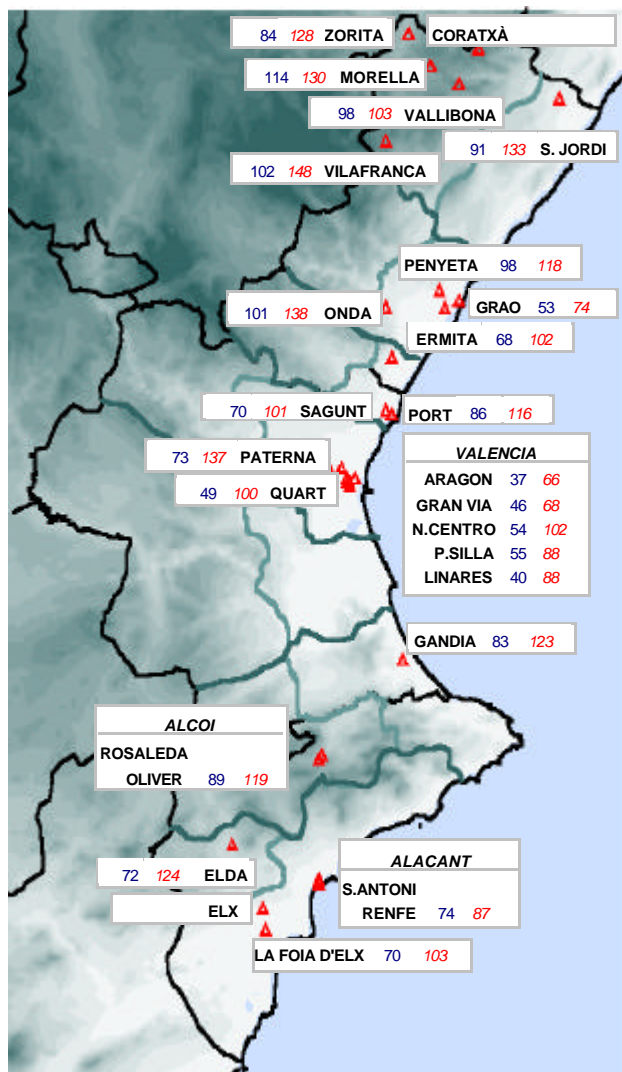 84 128 ZORITA
CORATXÀ
114 130 MORELLA
98 103 VALLIBONA
91 133 S. JORDI
102 148 VILAFRANCA
PENYETA 98 118
101 138 ONDA
GRAO 53 74
ERMITA 68 102
70 101 SAGUNT
PORT 86 116
73 137 PATERNA
49 100 QUART
VALENCIA
ARAGON 37 66
GRAN VIA 46 68
N.CENTRO 54 102
P.SILLA 55 88
LINARES 40 88
GANDIA 83 123
ALCOI
ROSALEDA
OLIVER 89 119
72 124 ELDA
ELX
ALACANT
S.ANTONI
RENFE 74 87
LA FOIA D'ELX 70 103